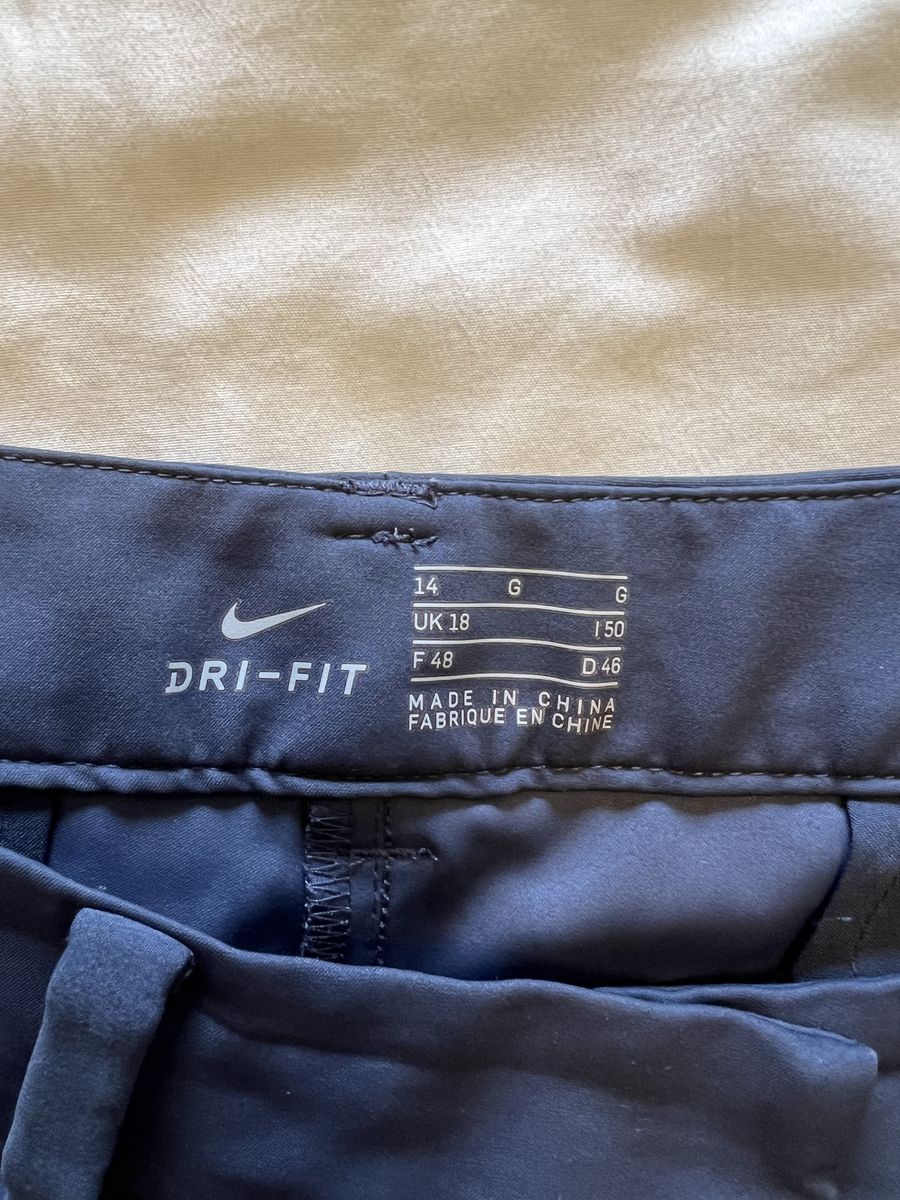 DRI-FIT
14 G G
UK 18 I 50
F 48 D 46
MADE IN CHINA
FABRIQUE EN CHINE